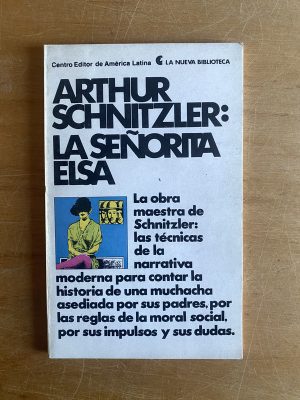 Centro Editor de América Latina LA NUEVA BIBLIOTECA
ARTHUR
SCHNITZLER:
LA SEÑORITA
ELSA
La obra
maestra de
Schnitzler:
las técnicas
de la
narrativa
moderna para contar la
historia de una muchacha
asediada por sus padres, por
las reglas de la moral social,
por sus impulsos y sus dudas.